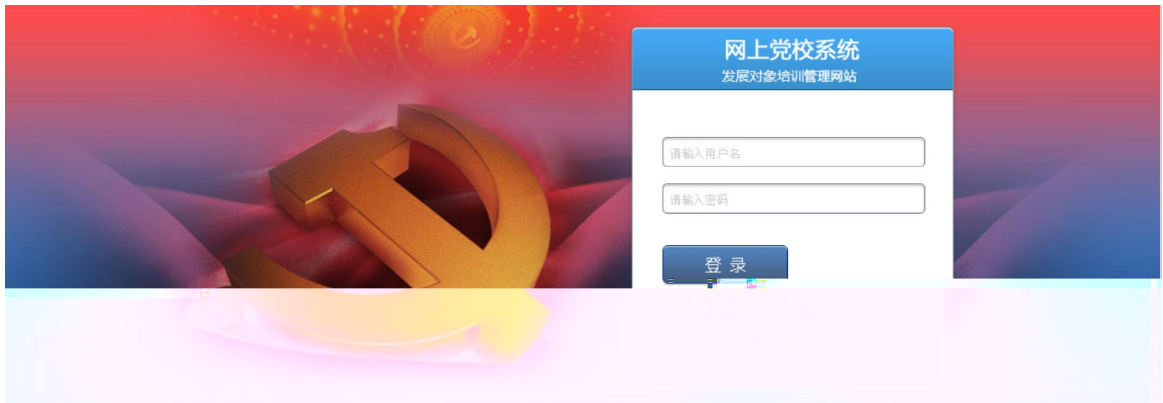 网上党校系统
发展对象培训管理网站
请输入用户名
请输入密码
登录